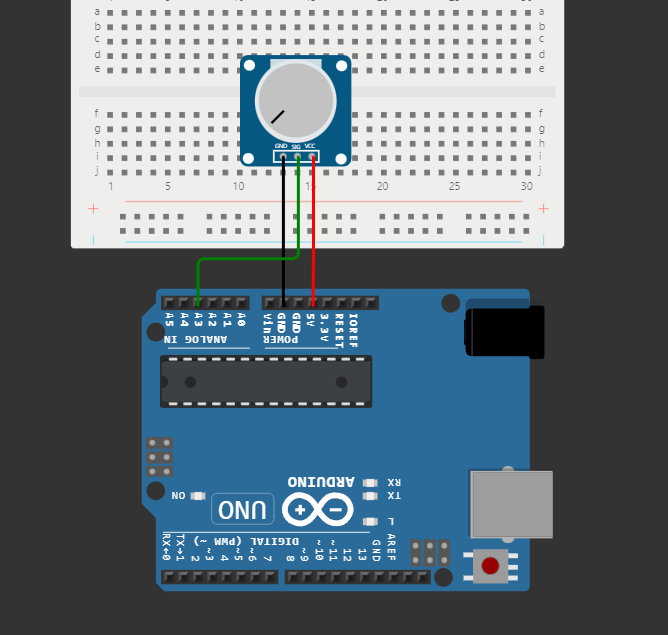 a a
b b
c c
d d
e e
f f
g g
h h
i i
j j
GND SIG VCC
1 5 10 15 20 25 30
+ +
| |
A5 A4 A3 A2 A1 A0
Vin GND GND 5V 3.3V RESET IOREF
ANALOG IN
POWER
ARDUINO
UNO
ON
RX
TX
L
DIGITAL (PWM ~)
RX←0 TX→1 2 ~3 4 ~5 ~6 7 8 ~9 ~10 ~11 12 13 GND AREF